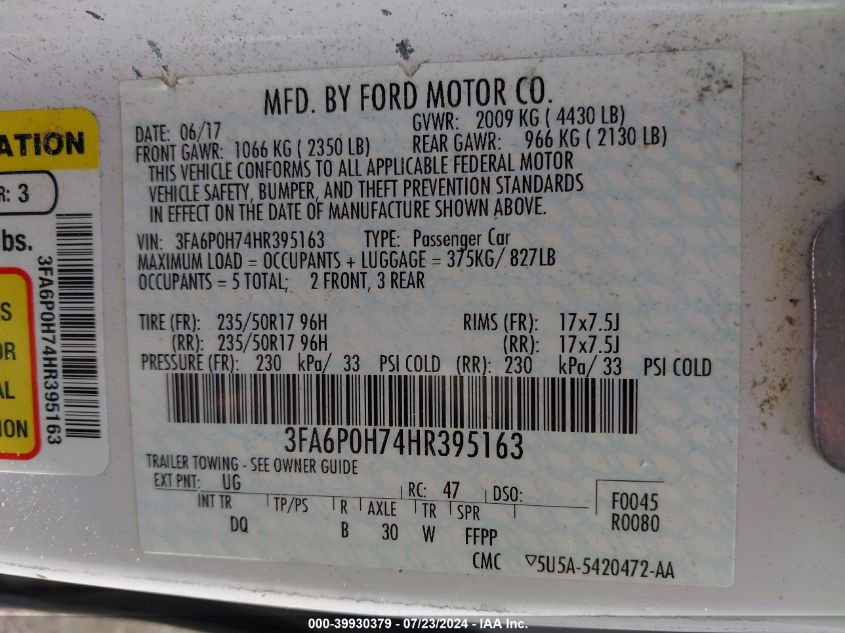 MFD. BY FORD MOTOR CO.
DATE: 06/17 GVWR: 2009 KG ( 4430 LB)
FRONT GAWR: 1066 KG ( 2350 LB) REAR GAWR: 966 KG ( 2130 LB)
THIS VEHICLE CONFORMS TO ALL APPLICABLE FEDERAL MOTOR
VEHICLE SAFETY, BUMPER, AND THEFT PREVENTION STANDARDS
IN EFFECT ON THE DATE OF MANUFACTURE SHOWN ABOVE.
VIN: 3FA6P0H74HR395163 TYPE: Passenger Car
MAXIMUM LOAD = OCCUPANTS + LUGGAGE = 375KG/ 827LB
OCCUPANTS = 5 TOTAL; 2 FRONT, 3 REAR
TIRE (FR): 235/50R17 96H RIMS (FR): 17x7.5J
(RR): 235/50R17 96H (RR): 17x7.5J
PRESSURE (FR): 230 kPa/ 33 PSI COLD (RR): 230 kPa/ 33 PSI COLD
3FA6P0H74HR395163
TRAILER TOWING - SEE OWNER GUIDE
EXT PNT: UG RC: 47 DSO: F0045
INT TR TP/PS R AXLE TR SPR R0080
DQ B 30 W FFPP
CMC ▽5U5A-5420472-AA
ATION
R: 3
bs.
3FA6P0H74HR395163
S
OR
AL
ION
000-39930379 - 07/23/2024 - IAA Inc.